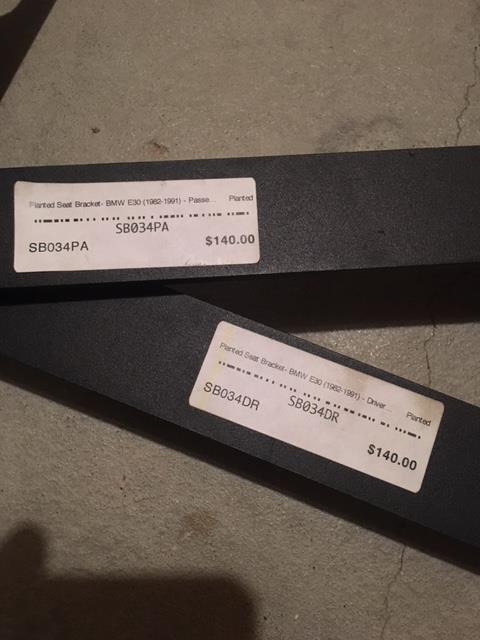 Planted Seat Bracket- BMW E30 (1982-1991) - Passe... Planted
SB034PA
SB034PA $140.00
Planted Seat Bracket- BMW E30 (1982-1991) - Driver... Planted
SB034DR
SB034DR $140.00